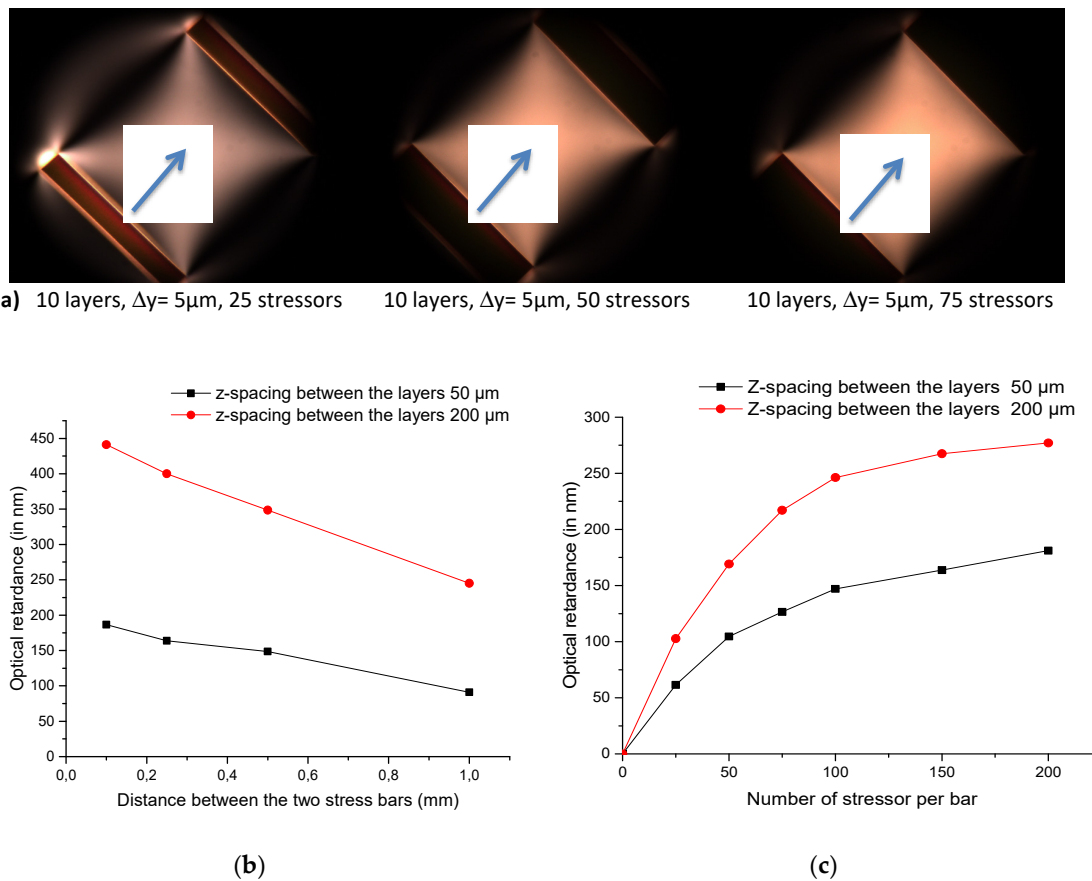 a) 10 layers, Δy= 5μm, 25 stressors 10 layers, Δy= 5μm, 50 stressors 10 layers, Δy= 5μm, 75 stressors
z-spacing between the layers 50 µm
z-spacing between the layers 200 µm
450
400
350
300
250
200
150
100
50
0
Optical retardance (in nm)
0,0 0,2 0,4 0,6 0,8 1,0
Distance between the two stress bars (mm)
(b)
Z-spacing between the layers 50 µm
Z-spacing between the layers 200 µm
300
250
200
150
100
50
0
Optical retardance (in nm)
0 50 100 150 200
Number of stressor per bar
(c)